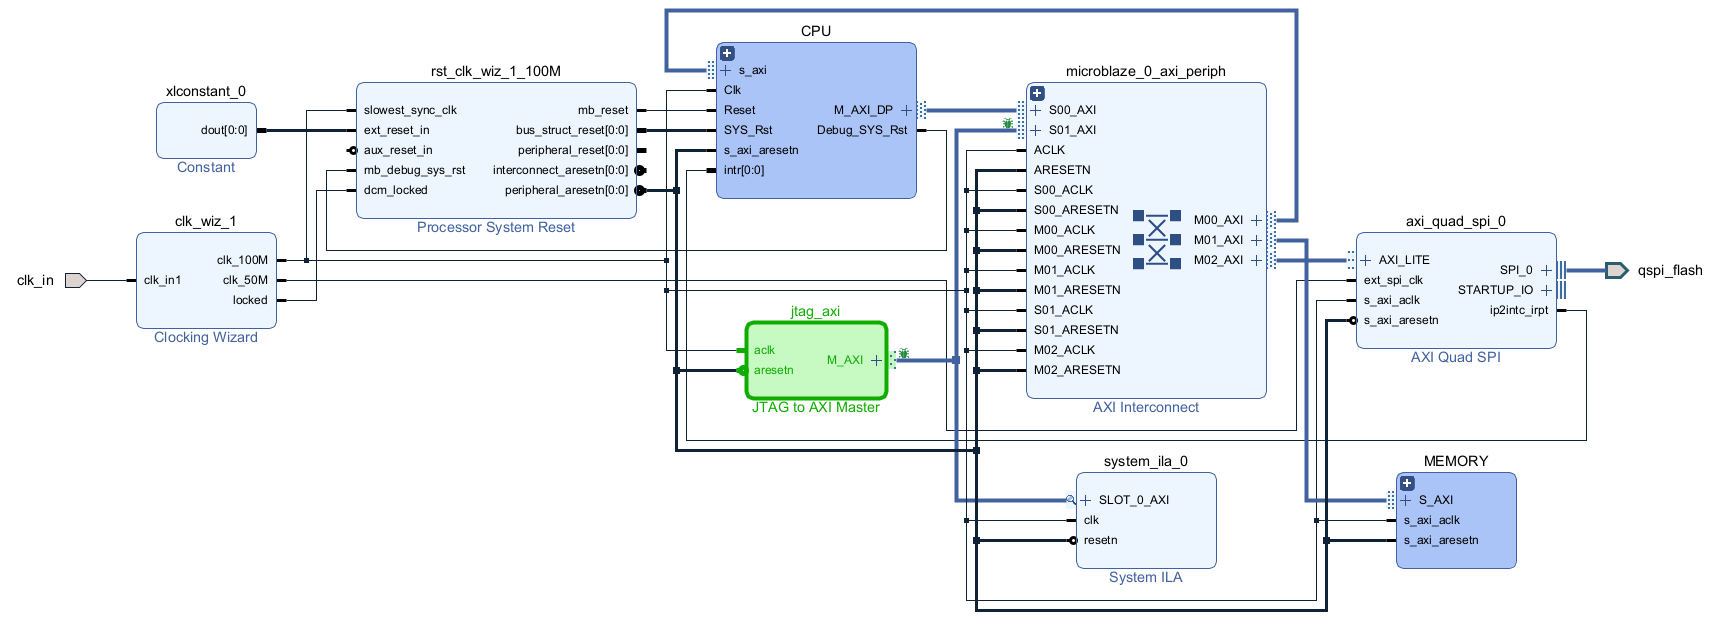 clk_in
xlconstant_0
dout[0:0]
Constant
clk_wiz_1
clk_in1
clk_100M
clk_50M
locked
Clocking Wizard
rst_clk_wiz_1_100M
slowest_sync_clk
ext_reset_in
aux_reset_in
mb_debug_sys_rst
dcm_locked
mb_reset
bus_struct_reset[0:0]
peripheral_reset[0:0]
interconnect_aresetn[0:0]
peripheral_aresetn[0:0]
Processor System Reset
CPU
s_axi
Clk
Reset
SYS_Rst
s_axi_aresetn
intr[0:0]
M_AXI_DP
Debug_SYS_Rst
jtag_axi
aclk
aresetn
M_AXI
JTAG to AXI Master
microblaze_0_axi_periph
S00_AXI
S01_AXI
ACLK
ARESETN
S00_ACLK
S00_ARESETN
M00_ACLK
M00_ARESETN
M01_ACLK
M01_ARESETN
S01_ACLK
S01_ARESETN
M02_ACLK
M02_ARESETN
M00_AXI
M01_AXI
M02_AXI
AXI Interconnect
system_ila_0
SLOT_0_AXI
clk
resetn
System ILA
axi_quad_spi_0
AXI_LITE
ext_spi_clk
s_axi_aclk
s_axi_aresetn
SPI_0
STARTUP_IO
ip2intc_irpt
AXI Quad SPI
qspi_flash
MEMORY
S_AXI
s_axi_aclk
s_axi_aresetn